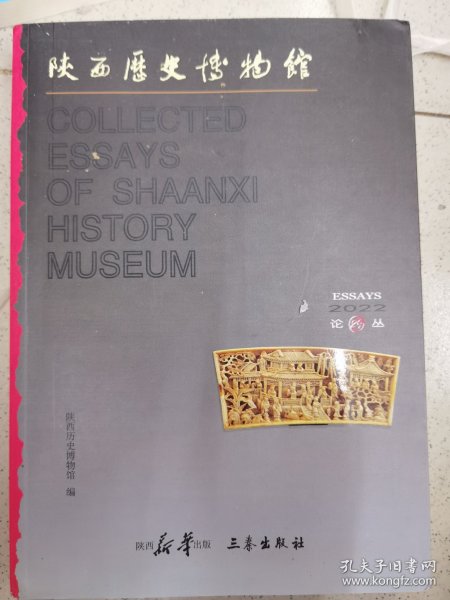 陕西歷史博物館
COLLECTED
ESSAYS
OF SHAANXI
HISTORY
MUSEUM
ESSAYS
2022
论 丛
陕西历史博物馆 编
陕西新華出版 三秦出版社
孔夫子旧书网
www.kongfz.com